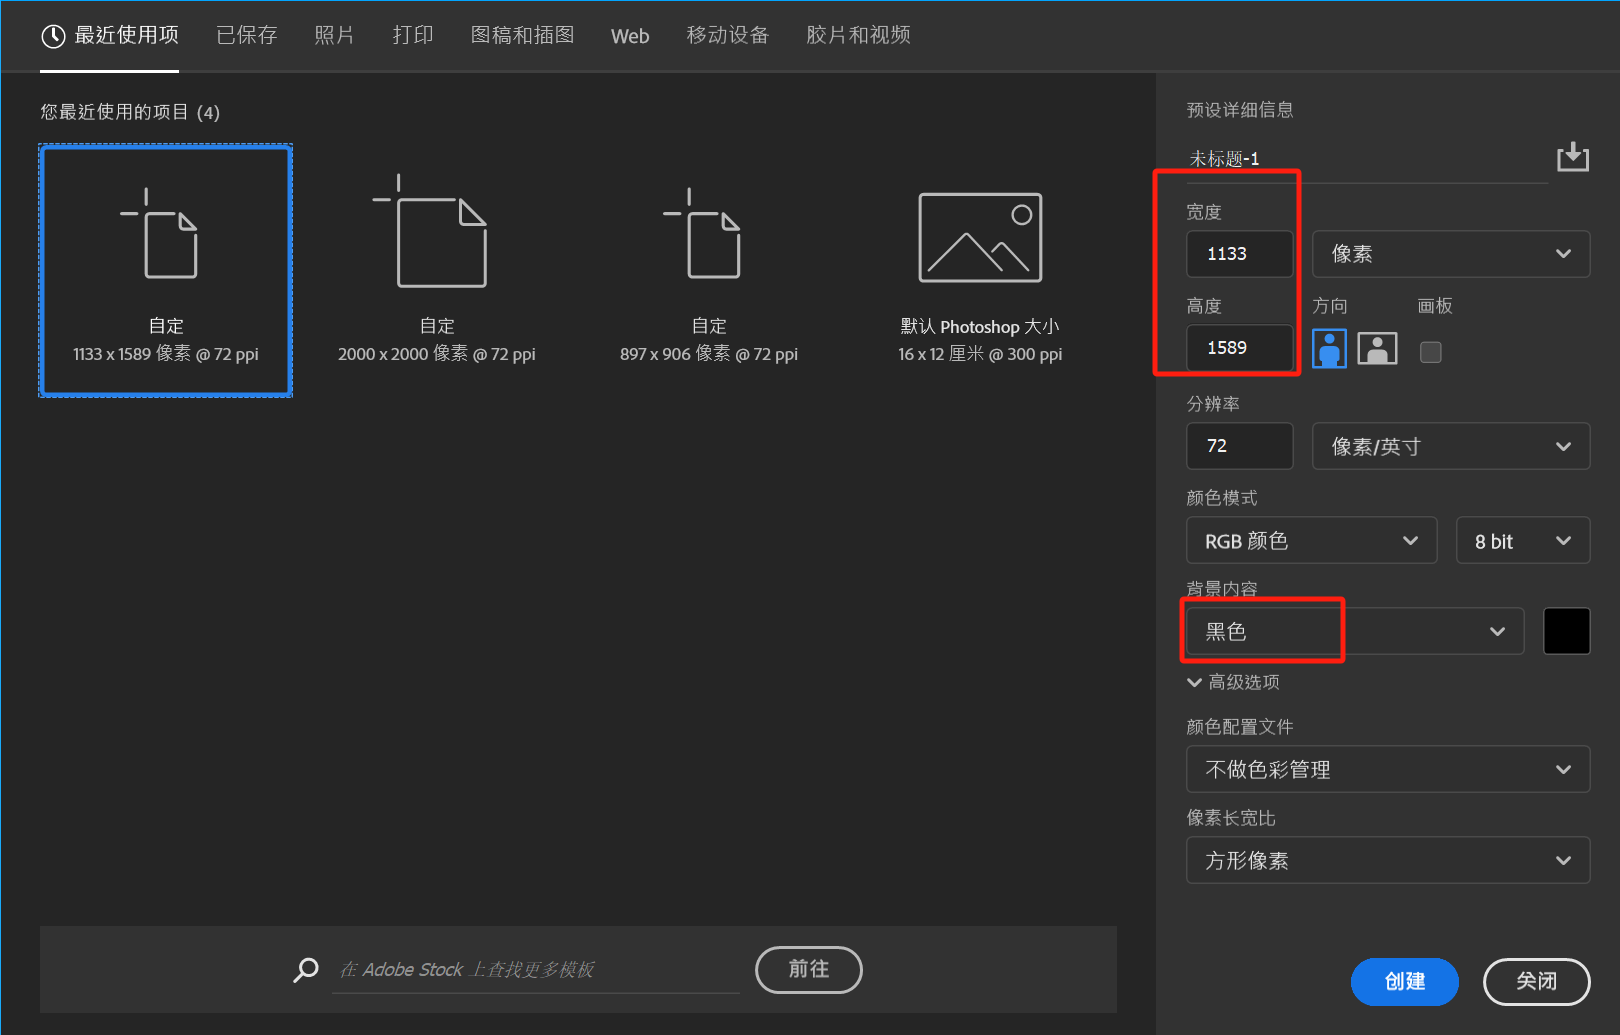 最近使用项 已保存 照片 打印 图稿和插图 Web 移动设备 胶片和视频
您最近使用的项目 (4)
自定
1133 x 1589 像素 @ 72 ppi
自定
2000 x 2000 像素 @ 72 ppi
自定
897 x 906 像素 @ 72 ppi
默认 Photoshop 大小
16 x 12 厘米 @ 300 ppi
在 Adobe Stock 上查找更多模板
前往
预设详细信息
未标题-1
宽度
1133 像素
高度 方向 画板
1589
分辨率
72 像素/英寸
颜色模式
RGB 颜色 8 bit
背景内容
黑色
高级选项
颜色配置文件
不做色彩管理
像素长宽比
方形像素
创建 关闭